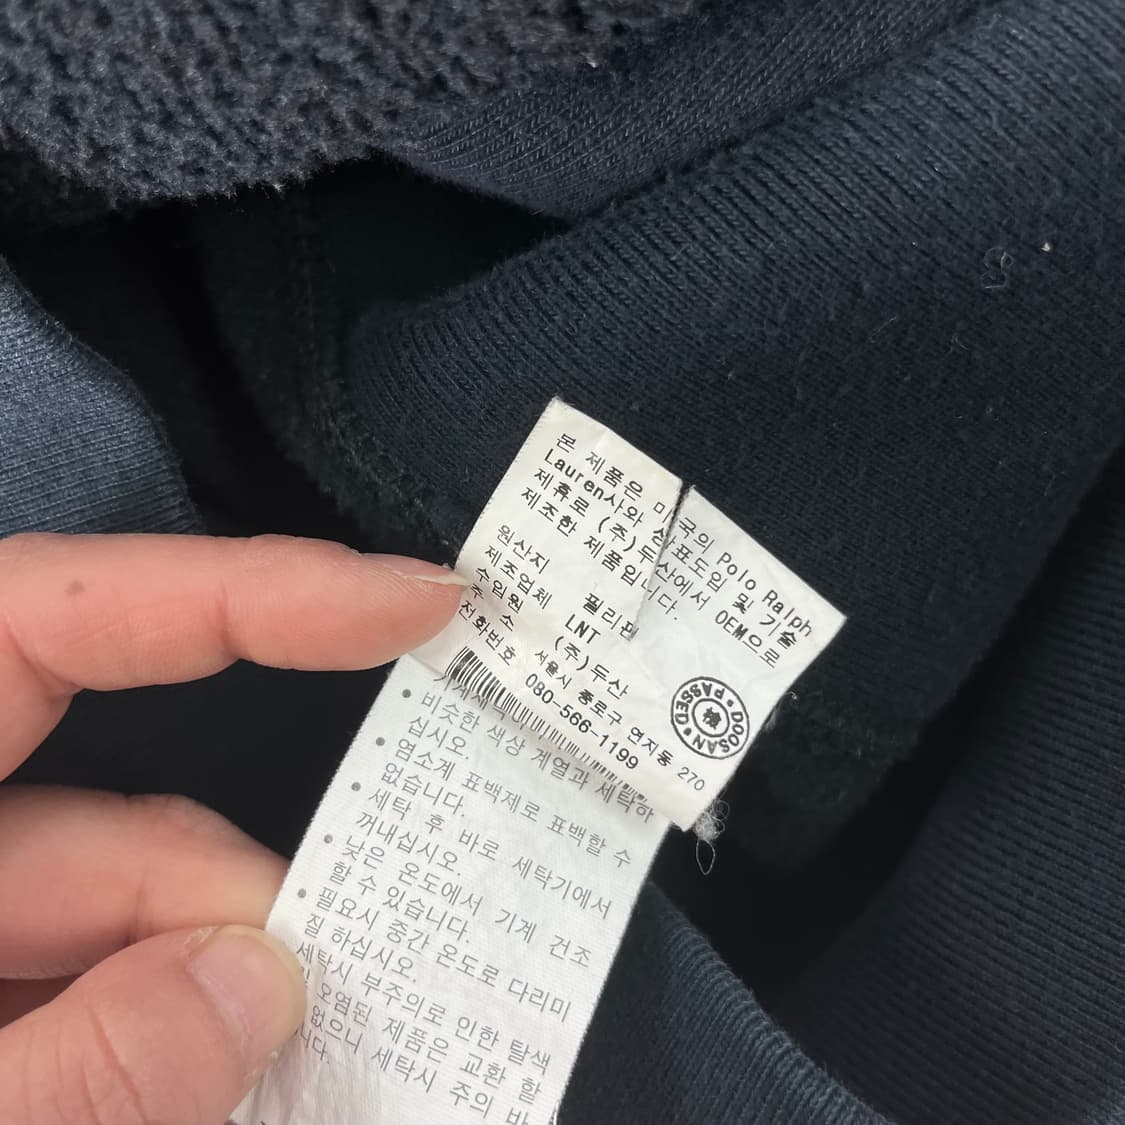 본 제품은 미국의 Polo Ralph
Lauren사와 상표도입 및 기술
제휴로 (주)두산에서 OEM으로
제조한 제품입니다.
원산지 필리핀
제조업체 LNT
수입원 (주)두산
주 소 서울시 종로구 연지동 270
전화번호 080-566-1199
DOOSAN * PASSED *
檢
비슷한 색상 계열과 세탁하
십시오.
• 염소계 표백제로 표백할 수
없습니다.
• 세탁 후 바로 세탁기에서
꺼내십시오.
• 낮은 온도에서 기계 건조
할 수 있습니다.
• 필요시 중간 온도로 다리미
질 하십시오.
세탁시 부주의로 인한 탈색
오염된 제품은 교환 할
없으니 세탁시 주의 바
니다.